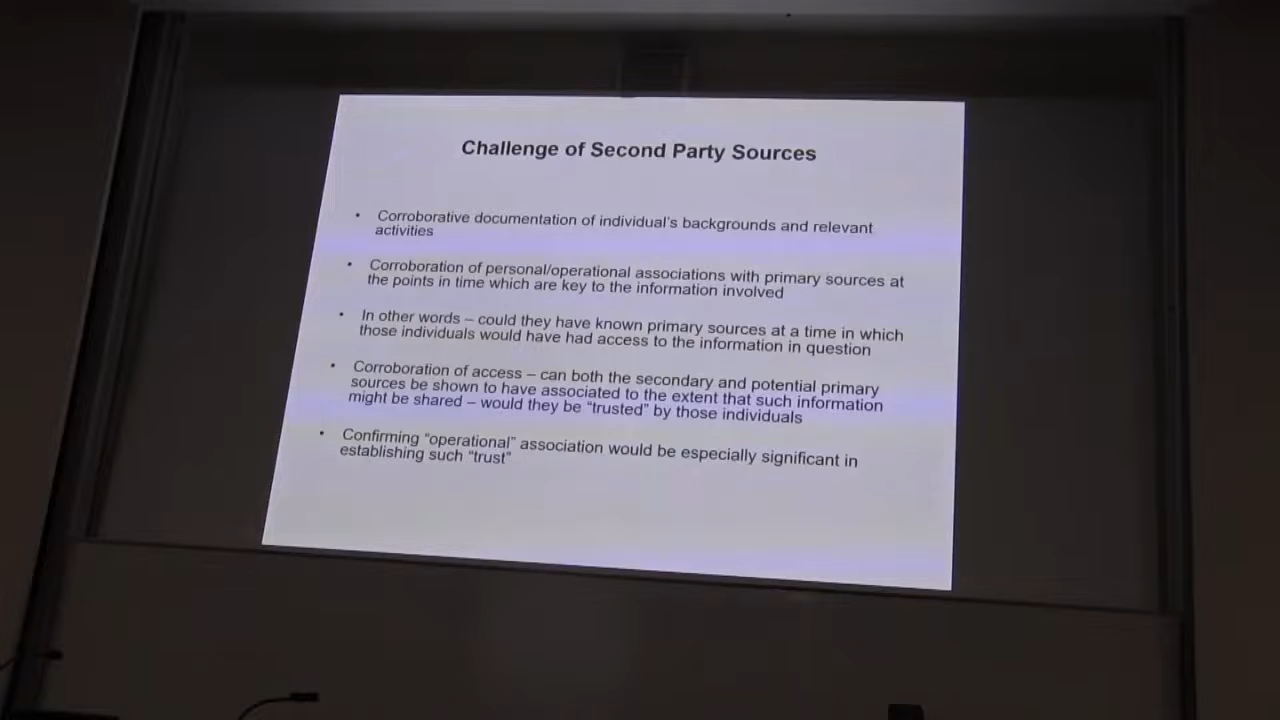 Challenge of Second Party Sources
• Corroborative documentation of individual's backgrounds and relevant
activities
• Corroboration of personal/operational associations with primary sources at
the points in time which are key to the information involved
• In other words – could they have known primary sources at a time in which
those individuals would have had access to the information in question
• Corroboration of access – can both the secondary and potential primary
sources be shown to have associated to the extent that such information
might be shared – would they be "trusted" by those individuals
• Confirming "operational" association would be especially significant in
establishing such "trust"